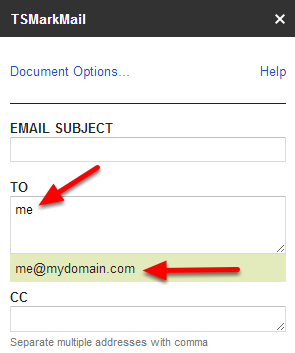 TSMarkMail ×
Document Options... Help
EMAIL SUBJECT
TO
me
me@mydomain.com
CC
Separate multiple addresses with comma